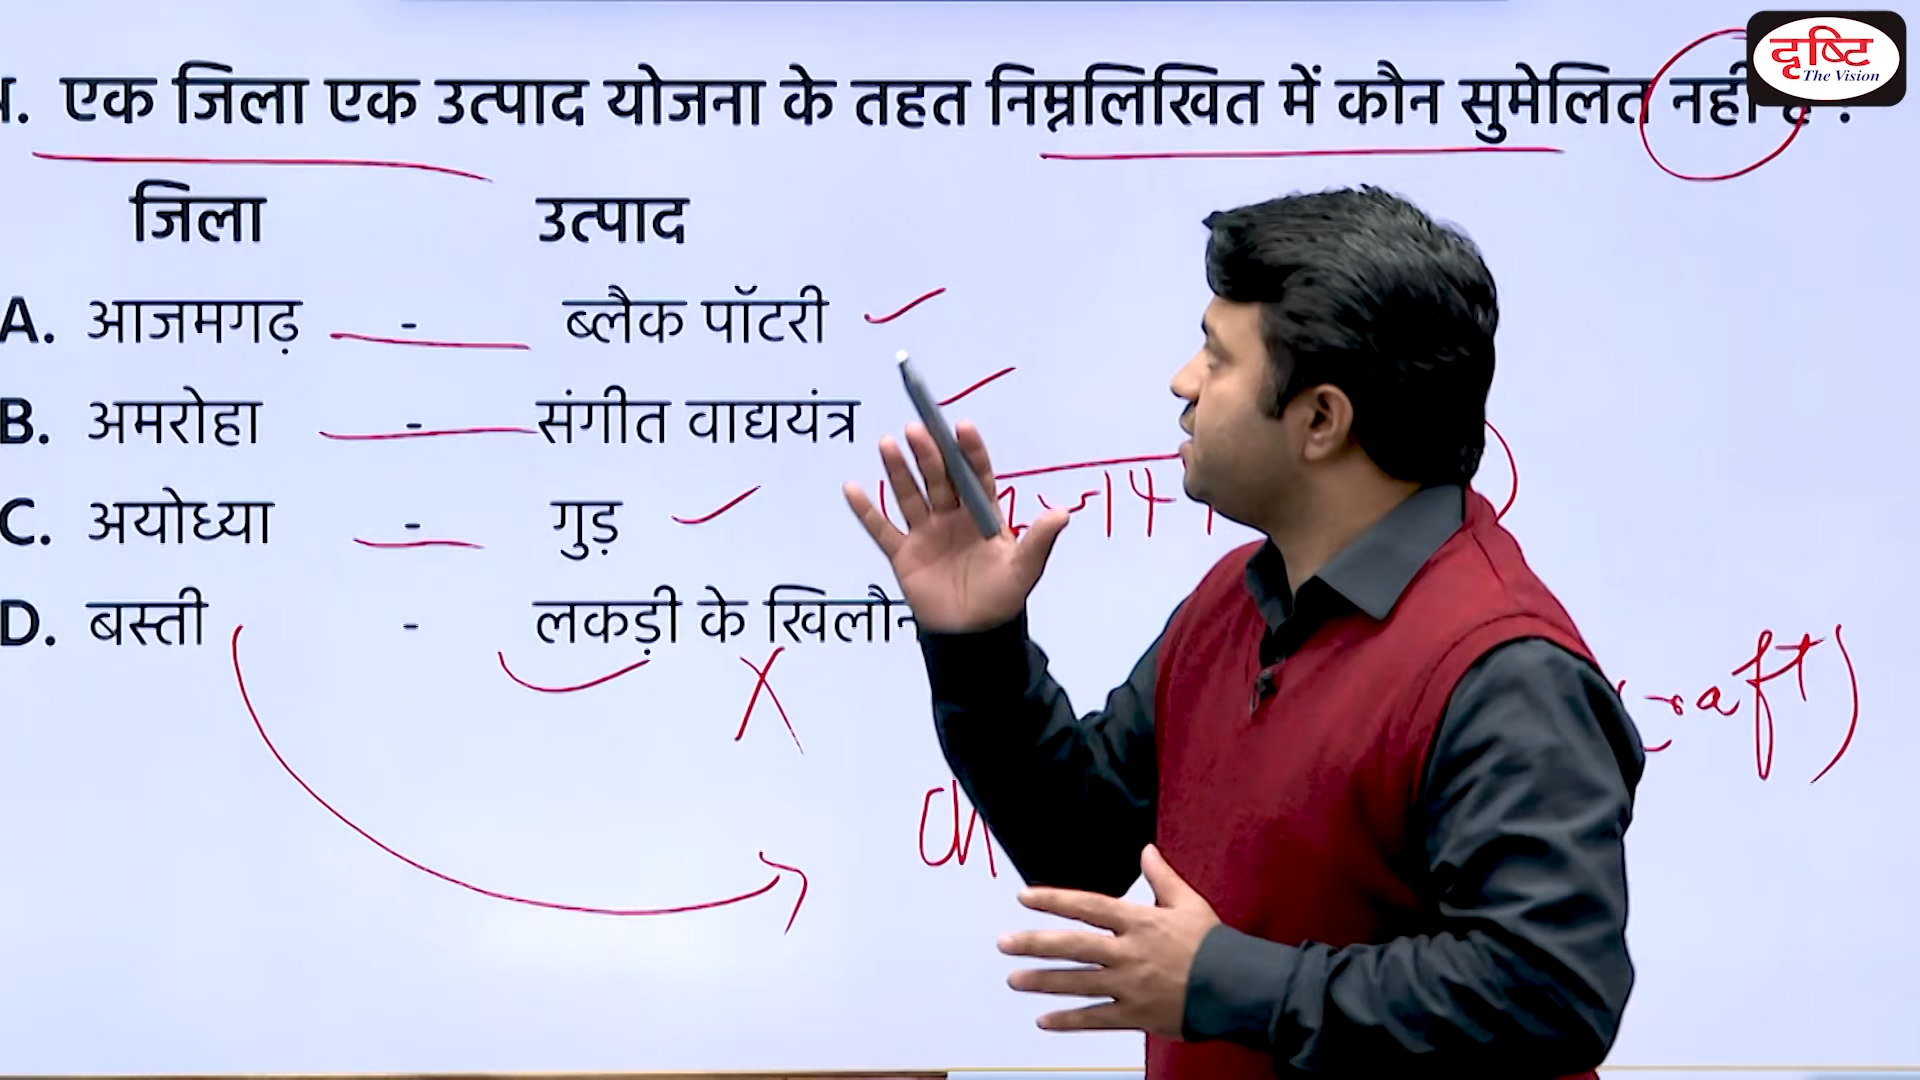 दृष्टि
The Vision
एक जिला एक उत्पाद योजना के तहत निम्नलिखित में कौन सुमेलित नहीं है ?
जिला उत्पाद
A. आजमगढ़ - ब्लैक पॉटरी
B. अमरोहा - संगीत वाद्ययंत्र
C. अयोध्या - गुड़
D. बस्ती - लकड़ी के